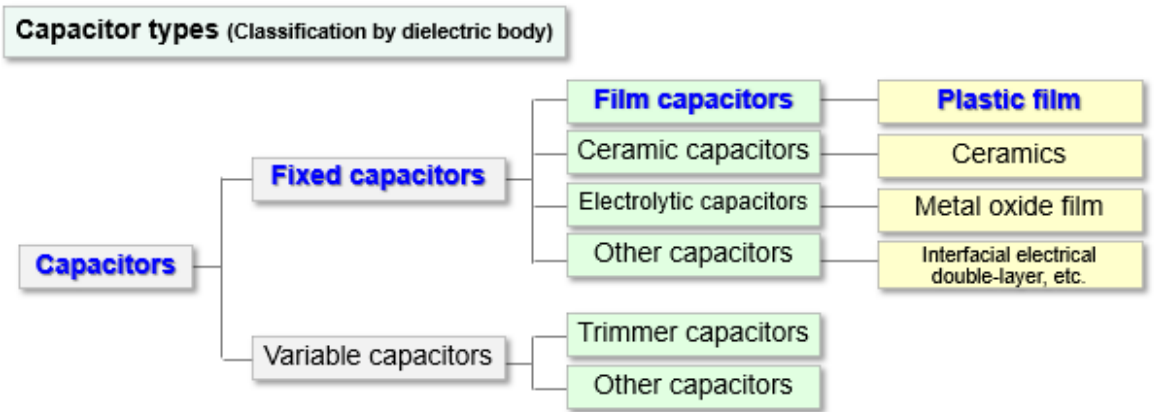 Capacitor types (Classification by dielectric body)
Film capacitors
Plastic film
Ceramic capacitors
Ceramics
Fixed capacitors
Electrolytic capacitors
Metal oxide film
Other capacitors
Interfacial electrical
double-layer, etc.
Capacitors
Trimmer capacitors
Variable capacitors
Other capacitors